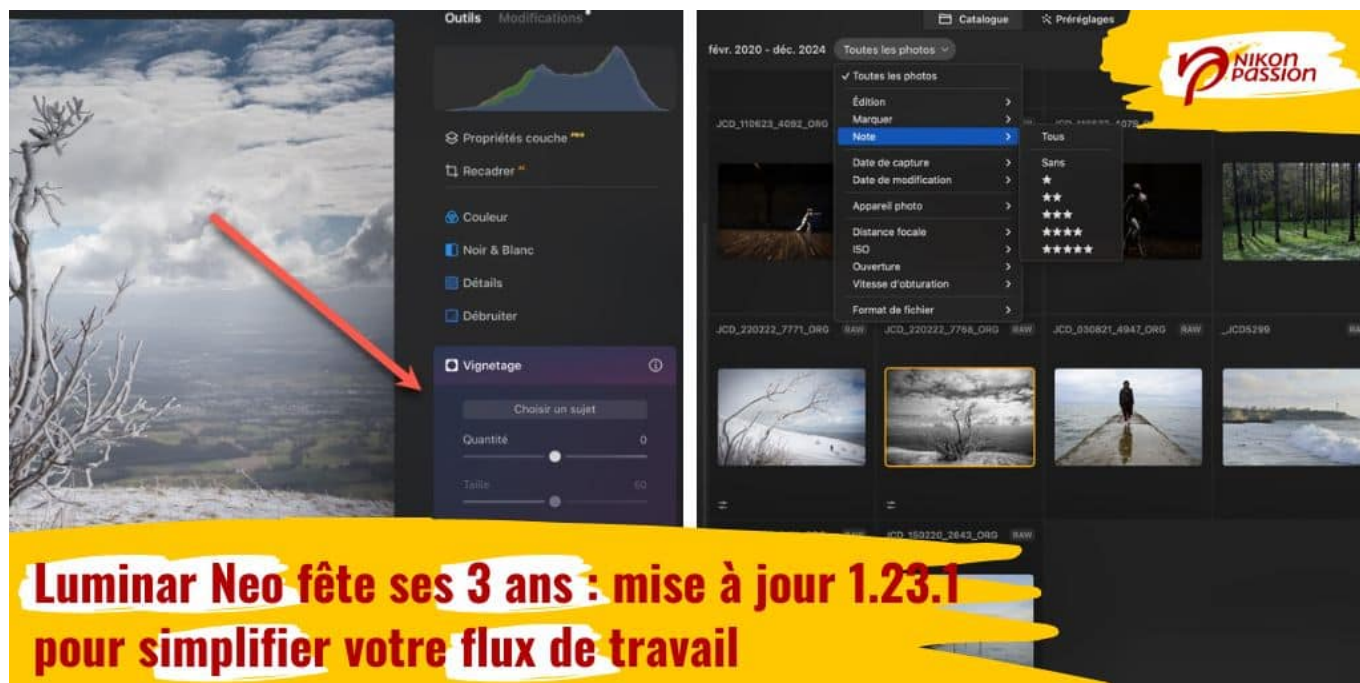 Outils Modifications
Propriétés couche PRO
Recadrer
Couleur
Noir & Blanc
Détails
Débruiter
Vignetage
Choisir un sujet
Quantité 0
Taille 60
Catalogue Préréglages
févr. 2020 - déc. 2024 Toutes les photos
✓ Toutes les photos
Édition
Marquer
Note
Date de capture
Date de modification
Appareil photo
Distance focale
ISO
Ouverture
Vitesse d'obturation
Format de fichier
Tous
Sans
★
★★
★★★
★★★★
★★★★★
JCD_110623_4092_ORG
JCD_220222_7771_ORG RAW JCD_220222_7768_ORG RAW JCD_030821_4947_ORG RAW _JCD5299
JCD_150220_2643_ORG RAW
NIKON
PASSION
Luminar Neo fête ses 3 ans : mise à jour 1.23.1
pour simplifier votre flux de travail